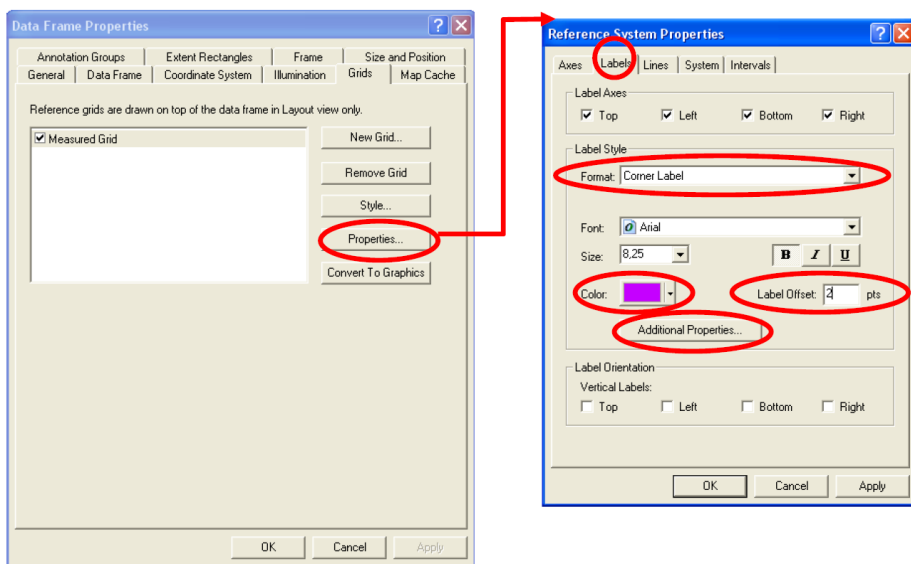 Data Frame Properties
Annotation Groups Extent Rectangles Frame Size and Position
General Data Frame Coordinate System Illumination Grids Map Cache
Reference grids are drawn on top of the data frame in Layout view only.
Measured Grid
New Grid...
Remove Grid
Style...
Properties...
Convert To Graphics
OK Cancel Apply
Reference System Properties
Axes Labels Lines System Intervals
Label Axes
Top Left Bottom Right
Label Style
Format: Corner Label
Font: Arial
Size: 8,25 B I U
Color: Label Offset: 2 pts
Additional Properties...
Label Orientation
Vertical Labels:
Top Left Bottom Right
OK Cancel Apply